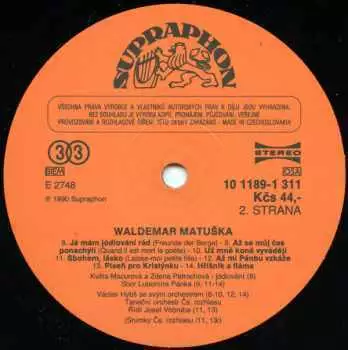 SUPRAPHON
VŠECHNA PRÁVA VÝROBCE A VLASTNÍKŮ AUTORSKÝCH PRÁV K DÍLU JSOU VYHRAZENA.
BEZ SOUHLASU JE VÝROBA KOPIÍ, PRONÁJEM, PŮJČOVÁNÍ, VEŘEJNÉ
PROVOZOVÁNÍ A ROZHLASOVÉ ŠÍŘENÍ TÉTO DESKY ZAKÁZÁNO · MADE IN CZECHOSLOVAKIA
33
STEREO
BIEM
OSA
E 2748
10 1189-1 311
Ⓟ 1990 Supraphon
Kčs 44,-
2. STRANA
WALDEMAR MATUŠKA
8. Já mám jódlování rád (Freunde der Berge) - 9. Až se můj čas
ponachýlí (Quand il est mort le poète) - 10. Už mně koně vyvádějí
11. Sbohem, lásko (Laisse-moi petite fille) - 12. Až mi Pánbu vzkáže
13. Píseň pro Kristýnku - 14. Hříšník a fláma
Květa Mazurová a Zdena Petrochová - jódlování (8)
Sbor Lubomíra Pánka (9, 11-14)
Václav Hybš se svým orchestrem (8-10, 12, 14)
Taneční orchestr Čs. rozhlasu
Řídí Josef Vobruba (11, 13)
(Snímky Čs. rozhlasu /11, 13/)